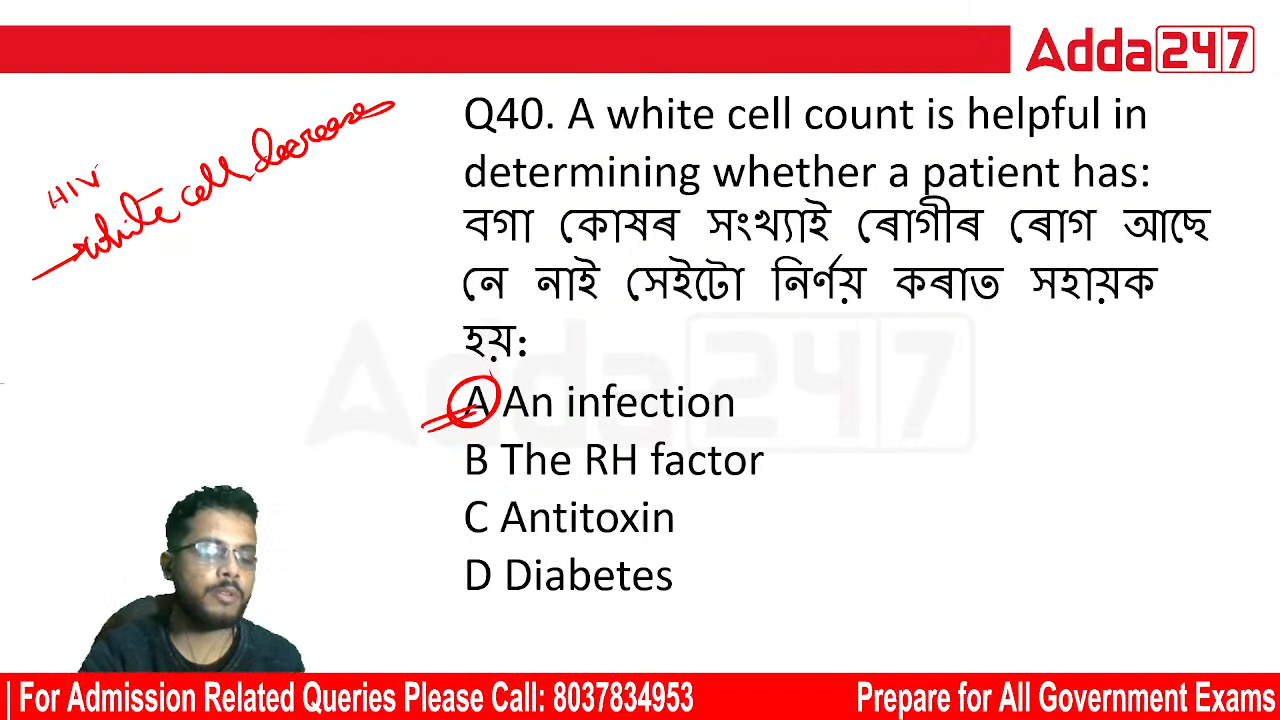 Adda247
Q40. A white cell count is helpful in
determining whether a patient has:
বগা কোষৰ সংখ্যাই ৰোগীৰ ৰোগ আছে
নে নাই সেইটো নিৰ্ণয় কৰাত সহায়ক
হয়:
A An infection
B The RH factor
C Antitoxin
D Diabetes
HIV
white cell decreases
Adda247
| For Admission Related Queries Please Call: 8037834953
Prepare for All Government Exams